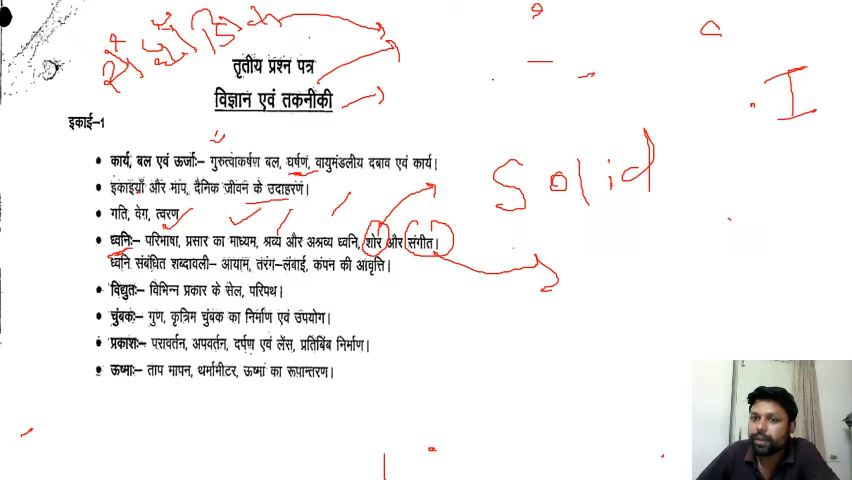 तृतीय प्रश्न पत्र
विज्ञान एवं तकनीकी
I
इकाई–1
कार्य, बल एवं ऊर्जाः– गुरुत्वाकर्षण बल, घर्षण, वायुमंडलीय दबाव एवं कार्य।
Solid
इकाइयाँ और माप, दैनिक जीवन के उदाहरण।
गति, वेग, त्वरण
ध्वनिः– परिभाषा, प्रसार का माध्यम, श्रव्य और अश्रव्य ध्वनि, शोर और संगीत।
ध्वनि संबंधित शब्दावली– आयाम, तरंग-लंबाई, कंपन की आवृत्ति।
विद्युतः– विभिन्न प्रकार के सेल, परिपथ।
चुंबकः– गुण, कृत्रिम चुंबक का निर्माण एवं उपयोग।
प्रकाशः– परावर्तन, अपवर्तन, दर्पण एवं लेंस, प्रतिबिंब निर्माण।
ऊष्माः– ताप मापन, थर्मामीटर, ऊष्मा का रूपान्तरण।